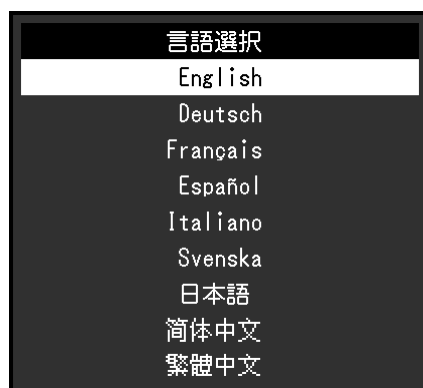 言語選択
English
Deutsch
Français
Español
Italiano
Svenska
日本語
简体中文
繁體中文